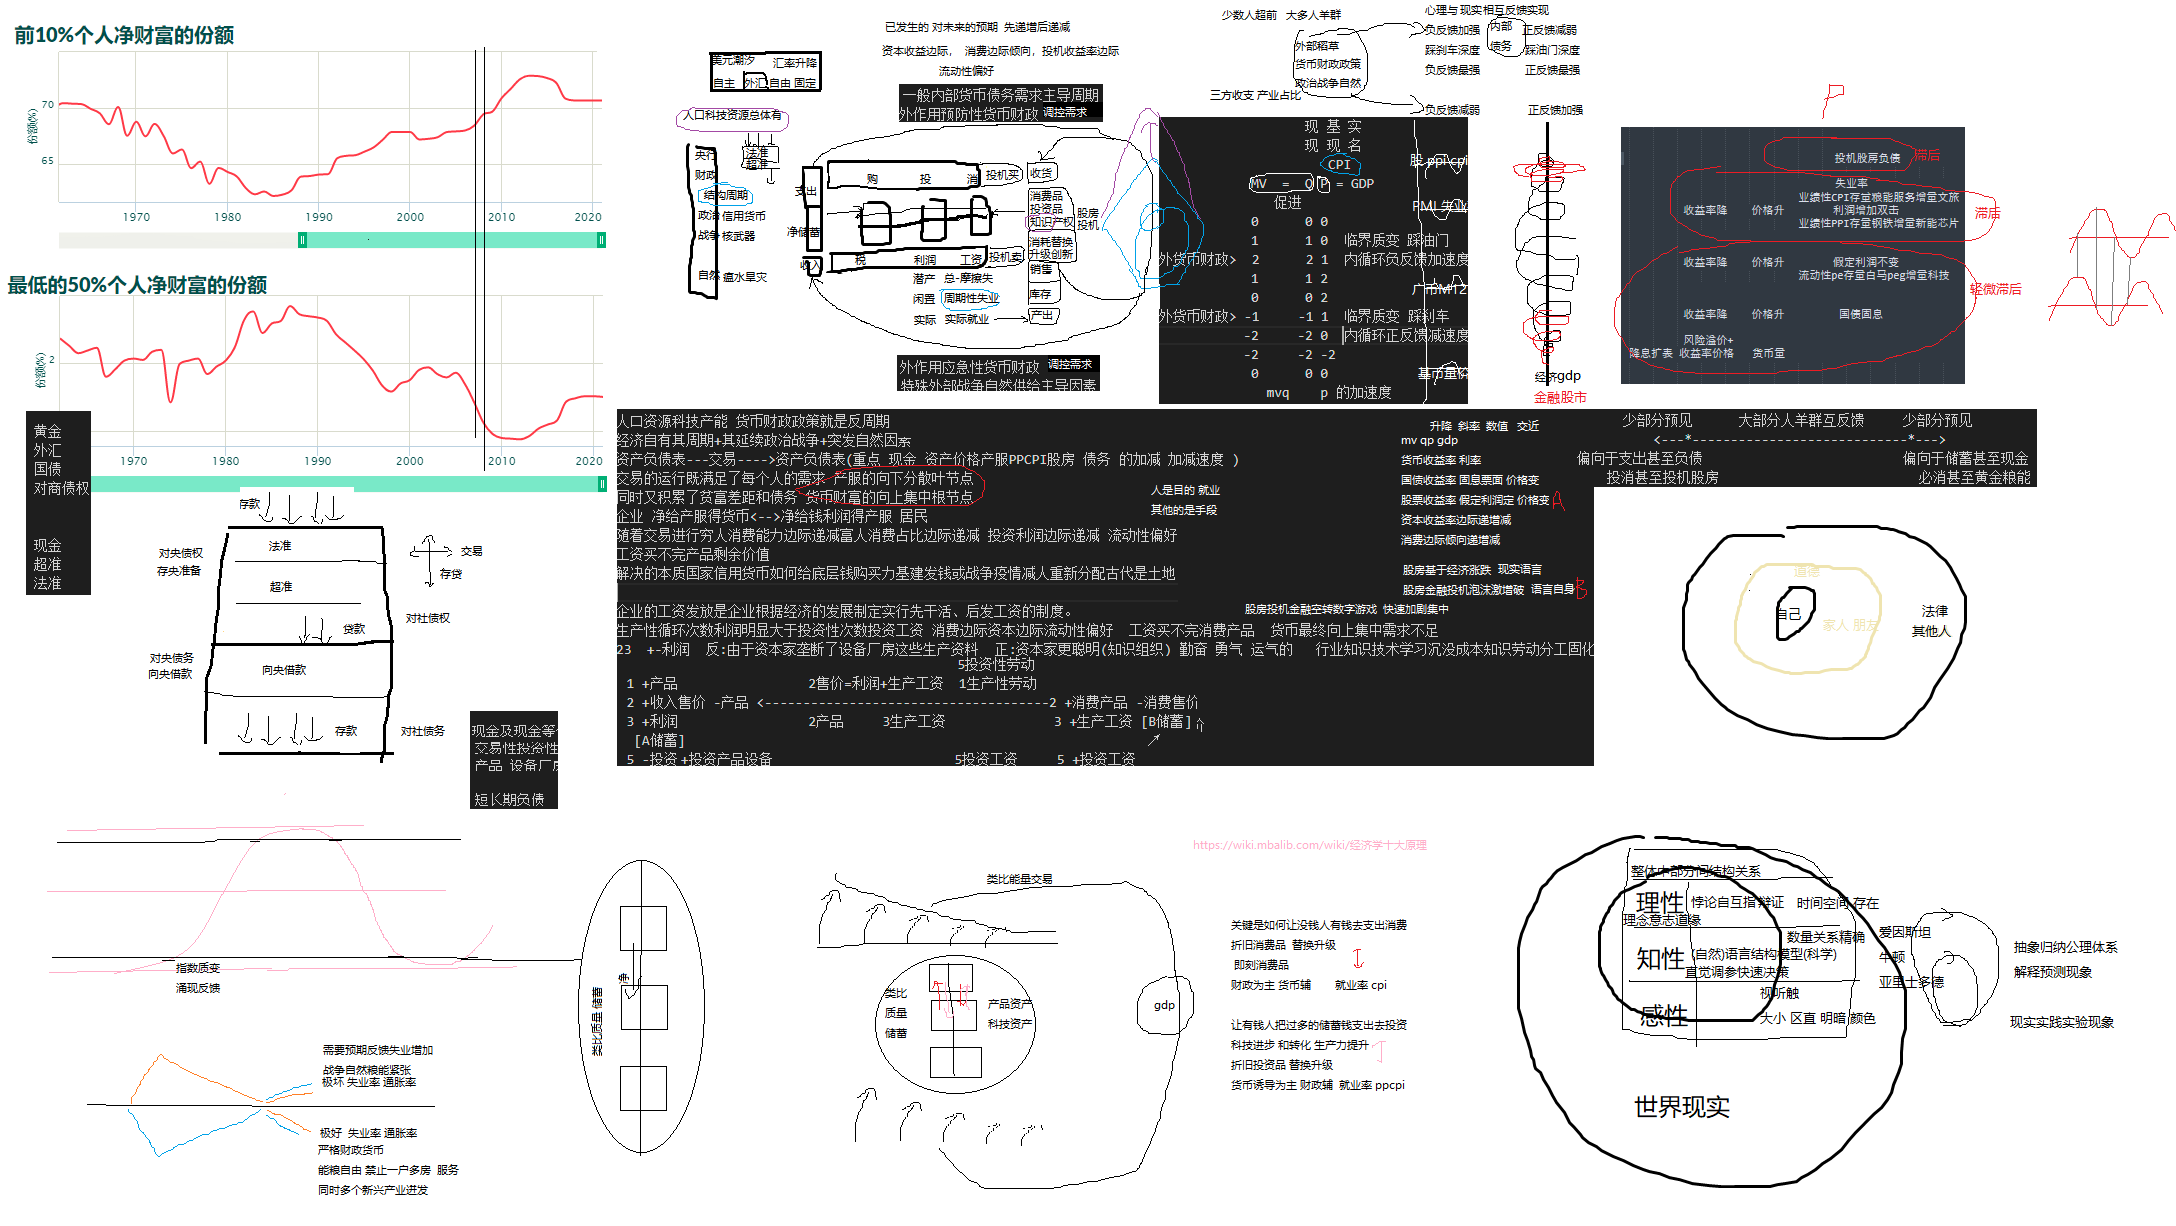 前10%个人净财富的份额
份额(%)
70
65
1970
1980
1990
2000
2010
2020
最低的50%个人净财富的份额
份额(%)
2
1970
1980
1990
2000
2010
2020
黄金
外汇
国债
对商债权
现金
超准
法准
存款
法准
超准
贷款
向央借款
存款
对央债权
存央准备
对央债务
向央借款
对社债权
对社债务
交易
存贷
现金及现金等
交易性投资性
产品 设备厂房
短长期负债
美元潮汐 汇率升降
自主 外汇 自由 固定
人口科技资源总体有
央行
财政
结构周期
政治 信用货币
战争 核武器
自然 瘟水旱灾
法准
超准
已发生的 对未来的预期 先递增后递减
资本收益边际, 消费边际倾向, 投机收益率边际
流动性偏好
一般内部货币债务需求主导周期
外作用预防性货币财政 调控需求
支出
净储蓄
收入
购 投 消 投机买 收货
消费品
投资品
知识产权
消耗替换
升级创新
股房
投机
税 利润 工资 投机卖
销售
库存
产出
潜产 总-摩擦失
闲置 周期性失业
实际 实际就业
外作用应急性货币财政 调控需求
特殊外部战争自然供给主导因素
少数人超前 大多人羊群
外部稻草
货币财政政策
政治战争自然
三方收支 产业占比
心理与现实相互反馈实现
负反馈加强 内部 正反馈减弱
踩刹车深度 债务 踩油门深度
负反馈最强 正反馈最强
负反馈减弱 正反馈加强
现 基 实
现 现 名
CPI
MV = Q P = GDP
促进
0 0 0
1 1 0 临界质变 踩油门
外货币财政> 2 2 1 内循环负反馈加速度
1 1 2
0 0 2
外货币财政> -1 -1 1 临界质变 踩刹车
-2 -2 0 内循环正反馈减速度
-2 -2 -2
0 0 0
mvq p 的加速度
股 ppi cpi
PMI 失业
广币M12
基币量价
经济gdp
金融股市
投机股房负债 滞后
失业率
业绩性CPI存量粮能服务增量文旅
收益率降 价格升 利润增加双击
业绩性PPI存量钢铁增量新能芯片
滞后
收益率降 价格升 假定利润不变
流动性pe存量白马peg增量科技
轻微滞后
收益率降 价格升 国债固息
风险溢价+
降息扩表 收益率价格 货币量
人口资源科技产能 货币财政政策就是反周期
经济自有其周期+其延续政治战争+突发自然因素
资产负债表---交易---->资产负债表(重点 现金 资产价格产服PPCPI股房 债务 的加减 加减速度 )
交易的运行既满足了每个人的需求 产服的向下分散叶节点
同时又积累了贫富差距和债务 货币财富的向上集中根节点
企业 净给产服得货币<-->净给钱利润得产服 居民
随着交易进行穷人消费能力边际递减富人消费占比边际递减 投资利润边际递减 流动性偏好
工资买不完产品剩余价值
解决的本质国家信用货币如何给底层钱购买力基建发钱或战争疫情减人重新分配古代是土地
企业的工资发放是企业根据经济的发展制定实行先干活、后发工资的制度。
生产性循环次数利润明显大于投资性次数投资工资 消费边际资本边际流动性偏好 工资买不完消费产品 货币最终向上集中需求不足
23 +-利润 反:由于资本家垄断了设备厂房这些生产资料 正:资本家更聪明(知识组织) 勤奋 勇气 运气的 行业知识技术学习沉没成本知识劳动分工固化
5投资性劳动
1 +产品 2售价=利润+生产工资 1生产性劳动
2 +收入售价 -产品 <-----------------------------------2 +消费产品 -消费售价
3 +利润 2产品 3生产工资 3 +生产工资 [B储蓄]
[A储蓄]
5 -投资 +投资产品设备 5投资工资 5 +投资工资
人是目的 就业
其他的是手段
升降 斜率 数值 交近
mv qp gdp
货币收益率 利率
国债收益率 固息票面 价格变
股票收益率 假定利润定 价格变 A
资本收益率边际递增减
消费边际倾向递增减
股房基于经济涨跌 现实语言
股房金融投机泡沫激增破 语言自身 B
股房投机金融空转数字游戏 快速加剧集中
少部分预见 大部分人羊群互反馈 少部分预见
<---*----------------------------*--->
偏向于支出甚至负债 偏向于储蓄甚至现金
投消甚至投机股房 必消甚至黄金粮能
道德
自己
家人 朋友
法律
其他人
指数质变
涌现反馈
需要预期反馈失业增加
战争自然粮能紧张
极坏 失业率 通胀率
极好 失业率 通胀率
严格财政货币
能粮自由 禁止一户多房 服务
同时多个新兴产业迸发
类比质量 储蓄
净
类比能量交易
类比
质量
储蓄
产品资产
科技资产
gdp
https://wiki.mbalib.com/wiki/经济学十大原理
关键是如何让没钱人有钱去支出消费
折旧消费品 替换升级
即刻消费品
财政为主 货币辅 就业率 cpi
让有钱人把过多的储蓄钱支出去投资
科技进步 和转化 生产力提升
折旧投资品 替换升级
货币诱导为主 财政辅 就业率 ppcpi
整体中部分间结构关系
理性 悖论自互指 辩证 时间空间 存在
理念意志道缘
数量关系精确
知性 (自然)语言结构模型(科学)
直觉调参快速决策
视听触
感性 大小 区直 明暗 颜色
世界现实
爱因斯坦
牛顿
亚里士多德
抽象归纳公理体系
解释预测现象
现实实践实验现象